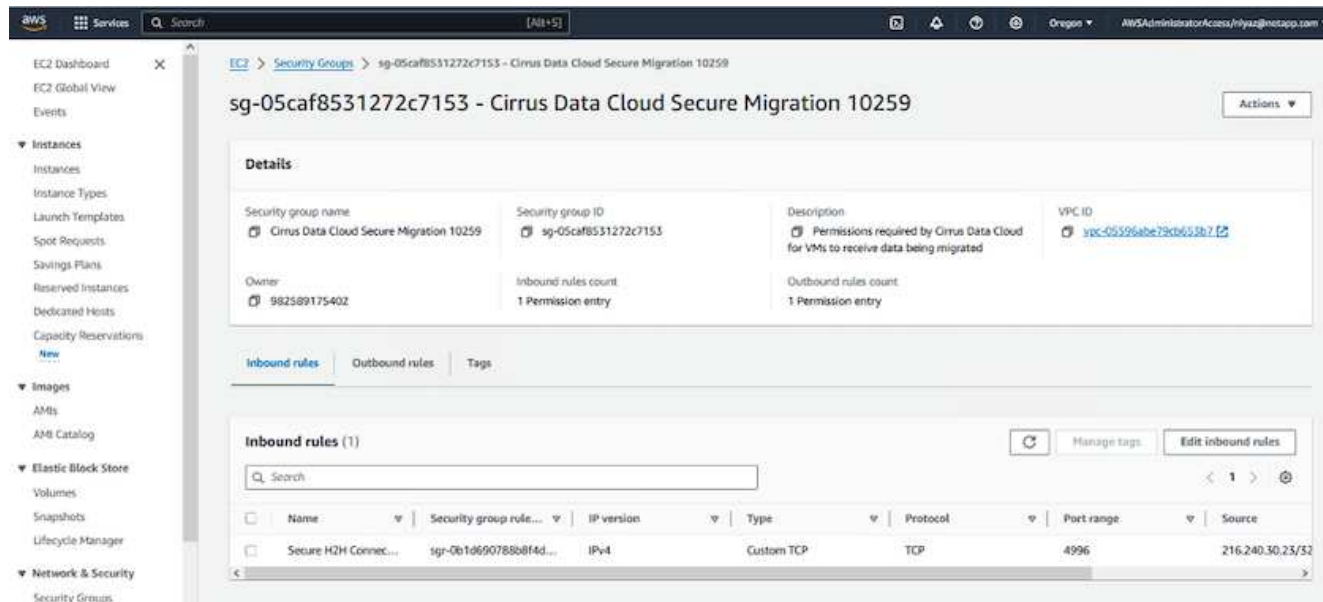 aws Services Search [Alt+S] Oregon AWSAdministratorAccess/niyaz@netapp.com
EC2 Dashboard
EC2 Global View
Events
Instances
Instances
Instance Types
Launch Templates
Spot Requests
Savings Plans
Reserved Instances
Dedicated Hosts
Capacity Reservations
New
Images
AMIs
AMI Catalog
Elastic Block Store
Volumes
Snapshots
Lifecycle Manager
Network & Security
Security Groups
EC2 > Security Groups > sg-05caf8531272c7153 - Cirrus Data Cloud Secure Migration 10259
sg-05caf8531272c7153 - Cirrus Data Cloud Secure Migration 10259
Actions
Details
Security group name
Cirrus Data Cloud Secure Migration 10259
Security group ID
sg-05caf8531272c7153
Description
Permissions required by Cirrus Data Cloud
for VMs to receive data being migrated
VPC ID
vpc-05596abe79cb653b7
Owner
982589175402
Inbound rules count
1 Permission entry
Outbound rules count
1 Permission entry
Inbound rules Outbound rules Tags
Inbound rules (1)
Manage tags Edit inbound rules
Search
< 1 >
Name Security group rule... IP version Type Protocol Port range Source
Secure H2H Connec... sgr-0b1d690788b8f4d... IPv4 Custom TCP TCP 4996 216.240.30.23/32